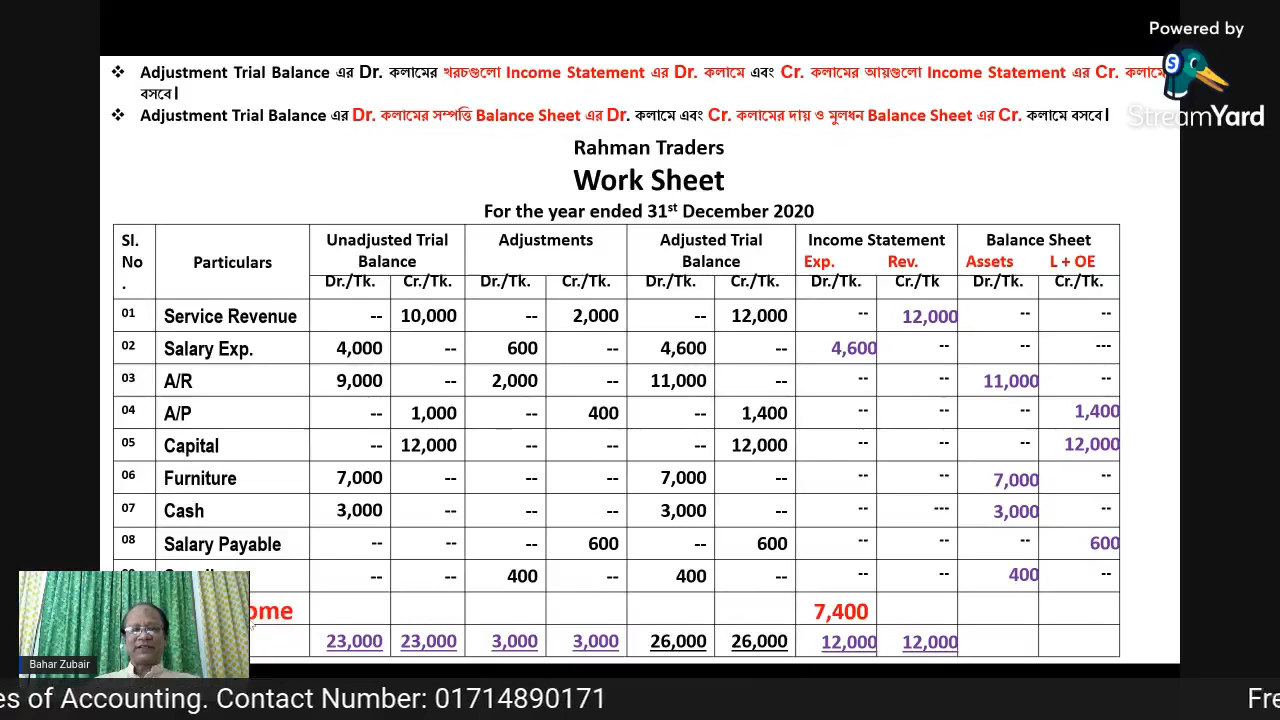 Powered by
StreamYard
❖ Adjustment Trial Balance এর Dr. কলামের খরচগুলো Income Statement এর Dr. কলামে এবং Cr. কলামের আয়গুলো Income Statement এর Cr. কলামে
বসবে।
❖ Adjustment Trial Balance এর Dr. কলামের সম্পত্তি Balance Sheet এর Dr. কলামে এবং Cr. কলামের দায় ও মুলধন Balance Sheet এর Cr. কলামে বসবে।
Rahman Traders
Work Sheet
For the year ended 31st December 2020
Sl. Unadjusted Trial Adjustments Adjusted Trial Income Statement Balance Sheet
No Particulars Balance Balance Exp. Rev. Assets L + OE
. Dr./Tk. Cr./Tk. Dr./Tk. Cr./Tk. Dr./Tk. Cr./Tk. Dr./Tk. Cr./Tk Dr./Tk. Cr./Tk.
01 Service Revenue -- 10,000 -- 2,000 -- 12,000 -- 12,000 -- --
02 Salary Exp. 4,000 -- 600 -- 4,600 -- 4,600 -- -- ---
03 A/R 9,000 -- 2,000 -- 11,000 -- -- -- 11,000 --
04 A/P -- 1,000 -- 400 -- 1,400 -- -- -- 1,400
05 Capital -- 12,000 -- -- -- 12,000 -- -- -- 12,000
06 Furniture 7,000 -- -- -- 7,000 -- -- -- 7,000 --
07 Cash 3,000 -- -- -- 3,000 -- -- --- 3,000 --
08 Salary Payable -- -- -- 600 -- 600 -- -- -- 600
-- -- 400 -- 400 -- -- -- 400 --
ome 7,400
23,000 23,000 3,000 3,000 26,000 26,000 12,000 12,000
Bahar Zubair
es of Accounting. Contact Number: 01714890171 Fre